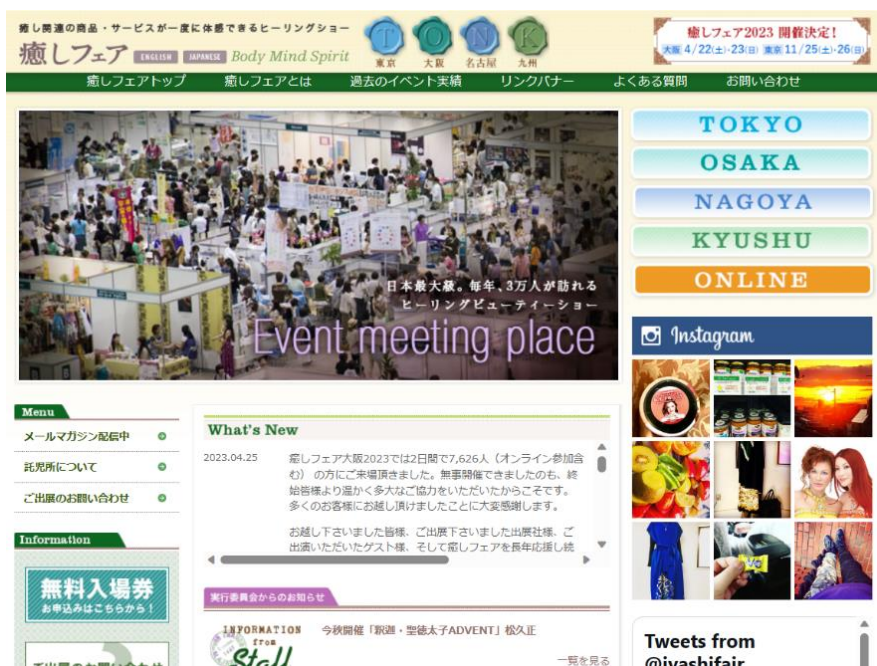 癒し関連の商品・サービスが一度に体感できるヒーリングショー
癒しフェア ENGLISH JAPANESE Body Mind Spirit
T O N K
東京 大阪 名古屋 九州
癒しフェア2023 開催決定！
大阪 4/22(土)・23(日) 東京 11/25(土)・26(日)
癒しフェアトップ 癒しフェアとは 過去のイベント実績 リンクバナー よくある質問 お問い合わせ
日本最大級。毎年、3万人が訪れる
ヒーリングビューティーショー
Event meeting place
TOKYO
OSAKA
NAGOYA
KYUSHU
ONLINE
Instagram
Menu
メールマガジン配信中
託児所について
ご出展のお問い合わせ
Information
無料入場券
お申込みはこちらから！
ご出展のお問い合わせ
What's New
2023.04.25 癒しフェア大阪2023では2日間で7,626人（オンライン参加含
む） の方にご来場頂きました。無事開催できましたのも、終
始皆様より温かく多大なご協力をいただいたからこそです。
多くのお客様にお越し頂けましたことに大変感謝します。
お越し下さいました皆様、ご出展下さいました出展社様、ご
出演いただいたゲスト様、そして癒しフェアを長年応援し続
実行委員会からのお知らせ
INFORMATION
from
Staff
今秋開催「釈迦・聖徳太子ADVENT」松久正
一覧を見る
Tweets from
@iyashifair